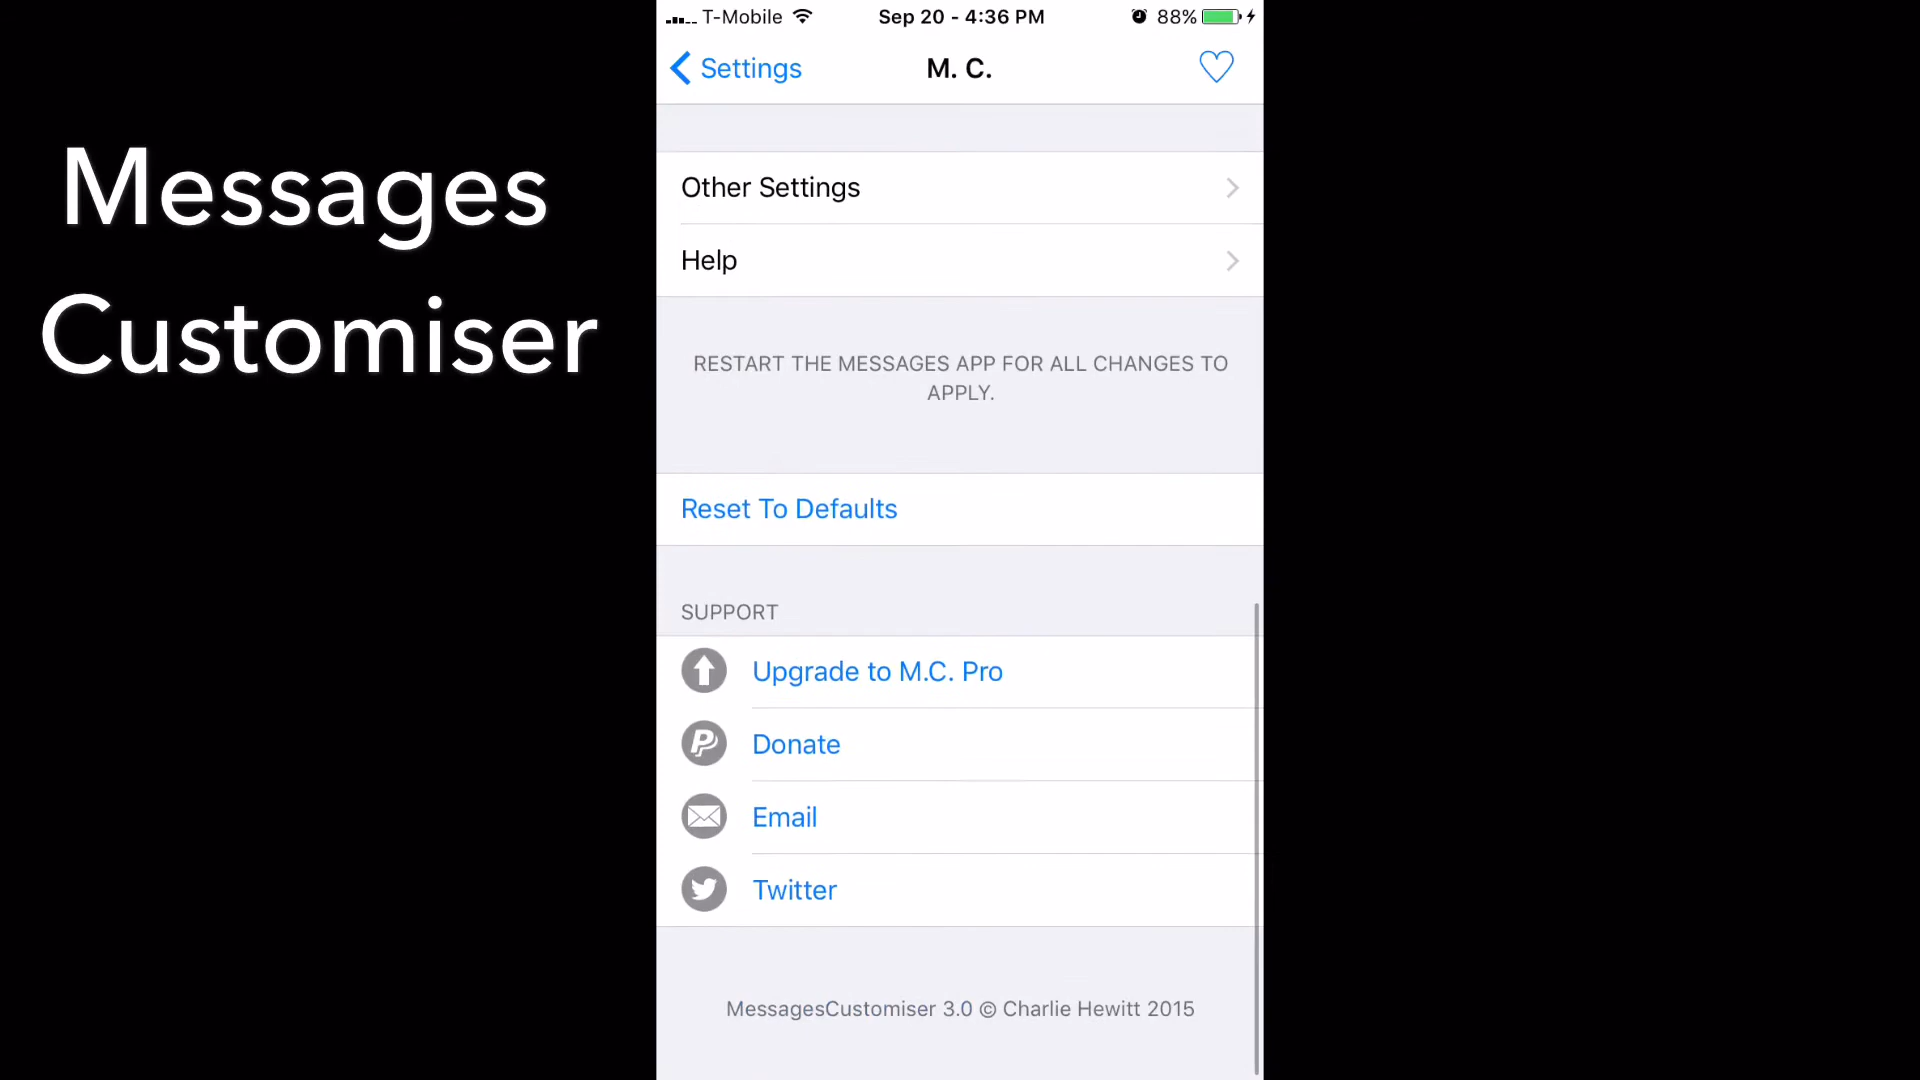 Messages
Customiser
T-Mobile
Sep 20 - 4:36 PM
88%
Settings
M. C.
Other Settings
Help
RESTART THE MESSAGES APP FOR ALL CHANGES TO
APPLY.
Reset To Defaults
SUPPORT
Upgrade to M.C. Pro
Donate
Email
Twitter
MessagesCustomiser 3.0 © Charlie Hewitt 2015